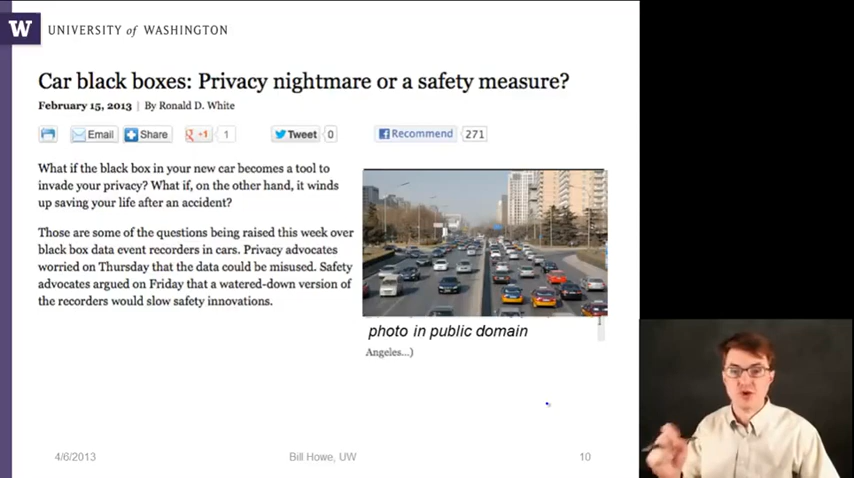 W UNIVERSITY of WASHINGTON
Car black boxes: Privacy nightmare or a safety measure?
February 15, 2013 | By Ronald D. White
Email Share g +1 1 Tweet 0 Recommend 271
What if the black box in your new car becomes a tool to
invade your privacy? What if, on the other hand, it winds
up saving your life after an accident?
Those are some of the questions being raised this week over
black box data event recorders in cars. Privacy advocates
worried on Thursday that the data could be misused. Safety
advocates argued on Friday that a watered-down version of
the recorders would slow safety innovations.
photo in public domain
Angeles...)
4/6/2013 Bill Howe, UW 10